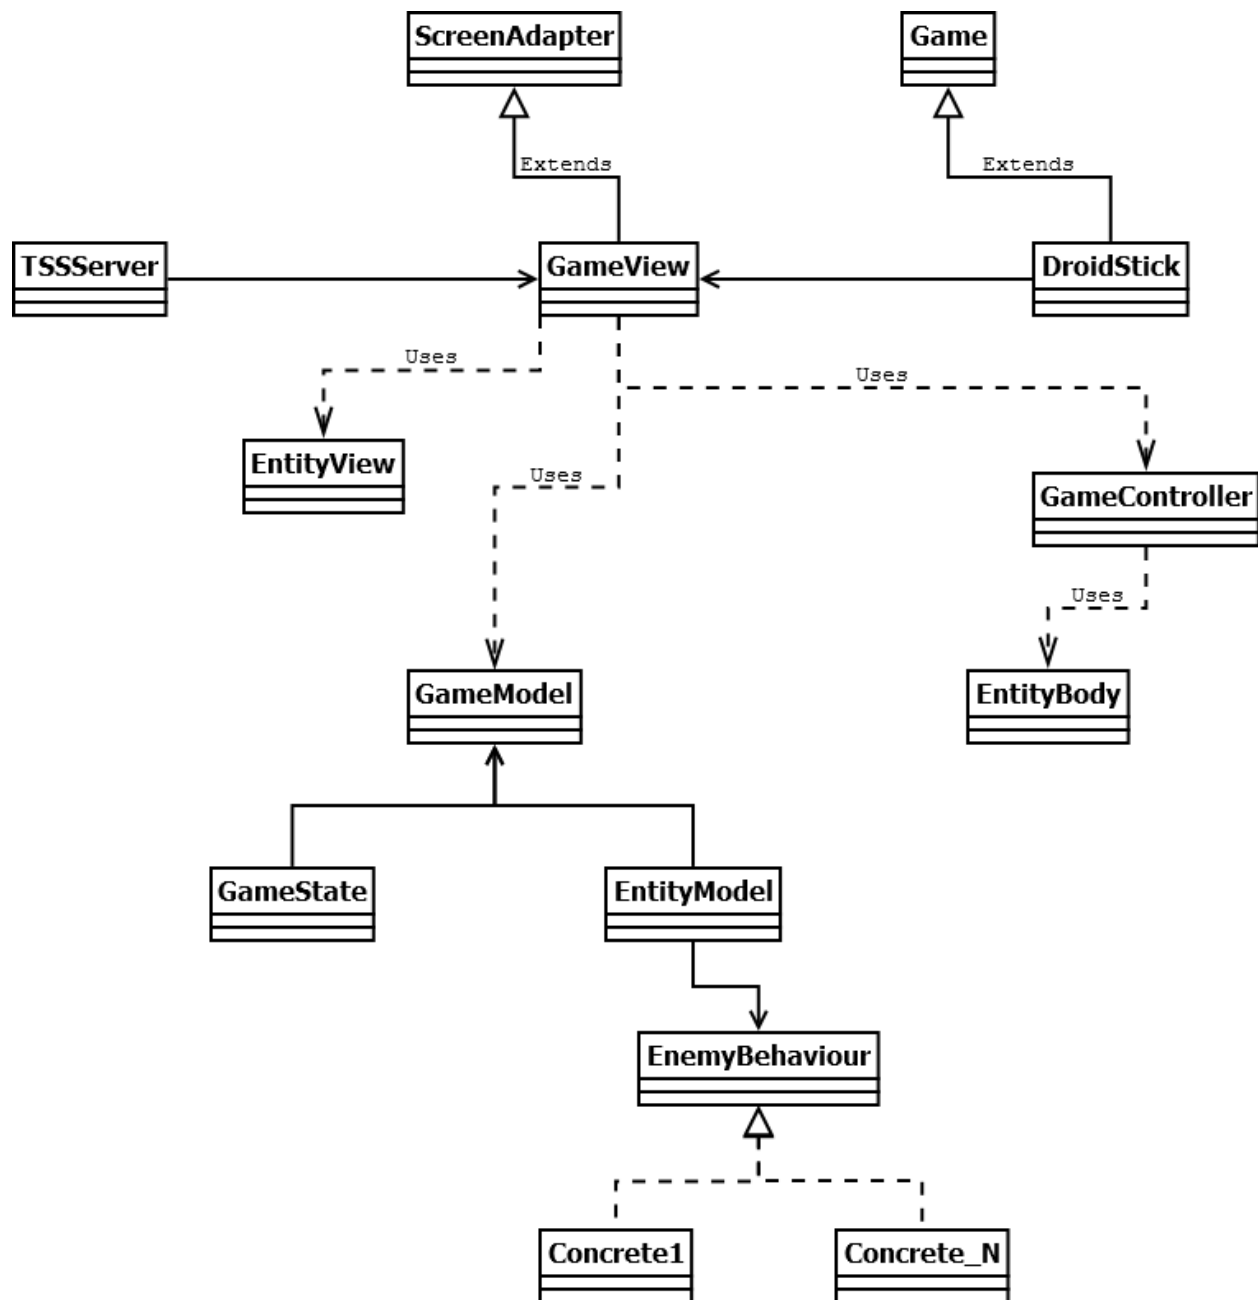 ScreenAdapter
Game
Extends
Extends
TSSServer
GameView
DroidStick
Uses
Uses
EntityView
Uses
GameController
Uses
GameModel
EntityBody
GameState
EntityModel
EnemyBehaviour
Concrete1
Concrete_N